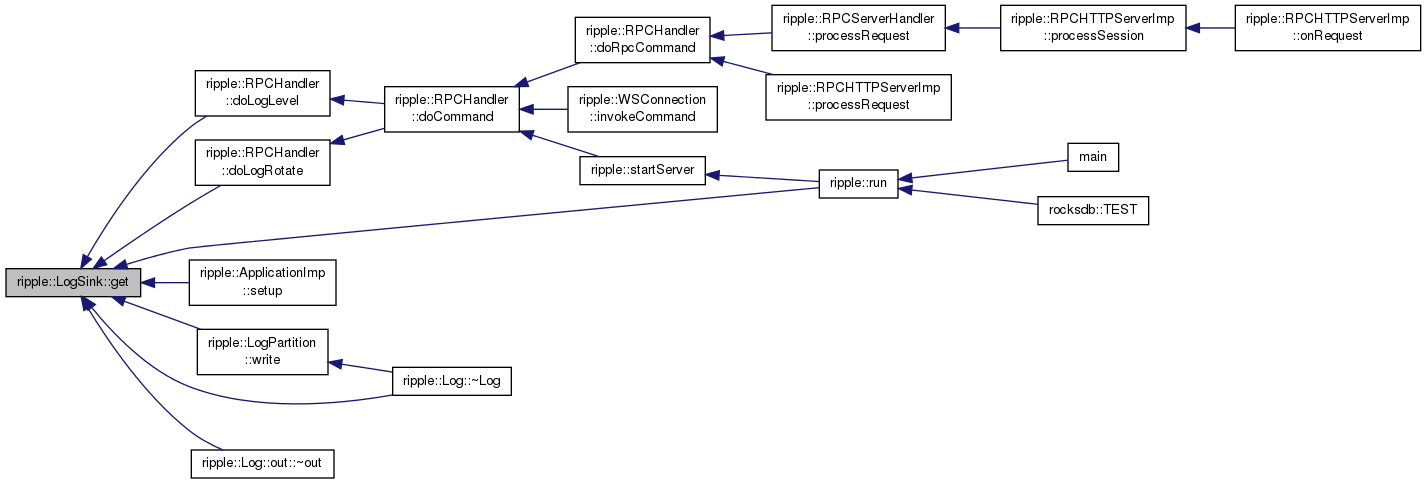 ripple::LogSink::get
ripple::RPCHandler
::doLogLevel
ripple::RPCHandler
::doLogRotate
ripple::RPCHandler
::doCommand
ripple::RPCHandler
::doRpcCommand
ripple::RPCServerHandler
::processRequest
ripple::RPCHTTPServerImp
::processSession
ripple::RPCHTTPServerImp
::onRequest
ripple::RPCHTTPServerImp
::processRequest
ripple::WSConnection
::invokeCommand
ripple::startServer
ripple::run
main
rocksdb::TEST
ripple::ApplicationImp
::setup
ripple::LogPartition
::write
ripple::Log::~Log
ripple::Log::out::~out